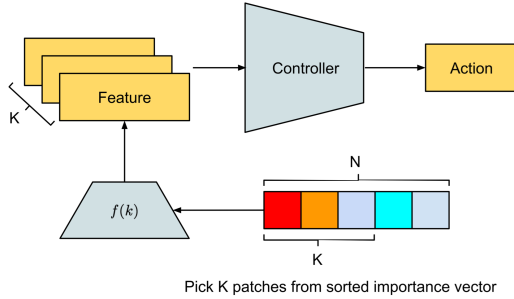 Controller
Action
Feature
K
N
f(k)
K
Pick K patches from sorted importance vector